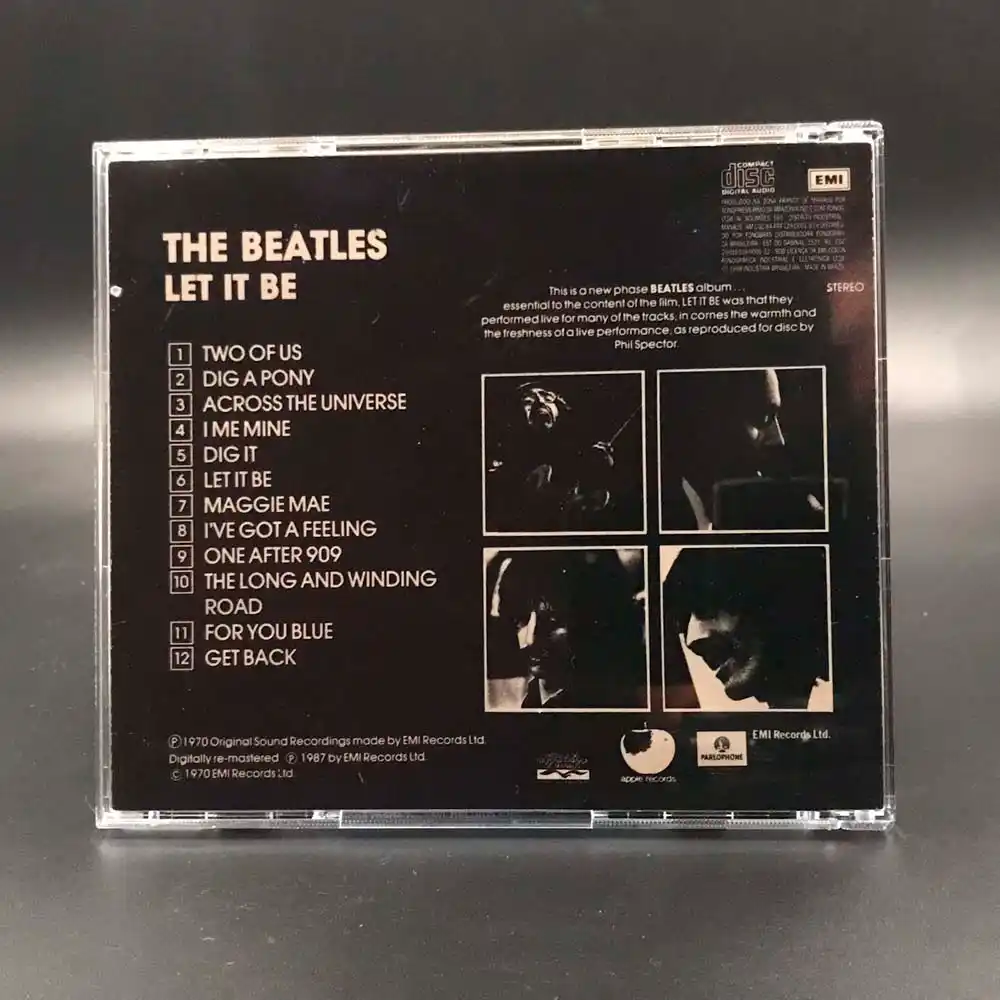 COMPACT
disc
DIGITAL AUDIO
EMI
THE BEATLES
LET IT BE
STEREO
This is a new phase BEATLES album...
essential to the content of the film, LET IT BE was that they
performed live for many of the tracks, in comes the warmth and
the freshness of a live performance, as reproduced for disc by
Phil Spector.
1 TWO OF US
2 DIG A PONY
3 ACROSS THE UNIVERSE
4 I ME MINE
5 DIG IT
6 LET IT BE
7 MAGGIE MAE
8 I'VE GOT A FEELING
9 ONE AFTER 909
10 THE LONG AND WINDING
ROAD
11 FOR YOU BLUE
12 GET BACK
℗ 1970 Original Sound Recordings made by EMI Records Ltd.
Digitally re-mastered ℗ 1987 by EMI Records Ltd.
© 1970 EMI Records Ltd.
apple records
PARLOPHONE
EMI Records Ltd.